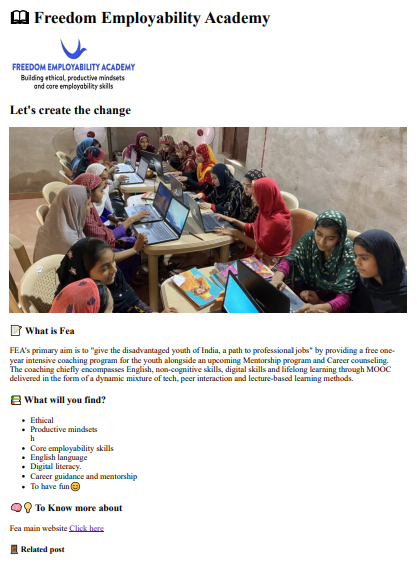 📖 Freedom Employability Academy
FREEDOM EMPLOYABILITY ACADEMY
Building ethical, productive mindsets
and core employability skills
Let's create the change
📝 What is Fea
FEA's primary aim is to "give the disadvantaged youth of India, a path to professional jobs" by providing a free one-
year intensive coaching program for the youth alongside an upcoming Mentorship program and Career counseling.
The coaching chiefly encompasses English, non-cognitive skills, digital skills and lifelong learning through MOOC
delivered in the form of a dynamic mixture of tech, peer interaction and lecture-based learning methods.
📚 What will you find?
• Ethical
• Productive mindsets
h
• Core employability skills
• English language
• Digital literacy.
• Career guidance and mentorship
• To have fun😊
🧠💡 To Know more about
Fea main website Click here
🚪 Related post